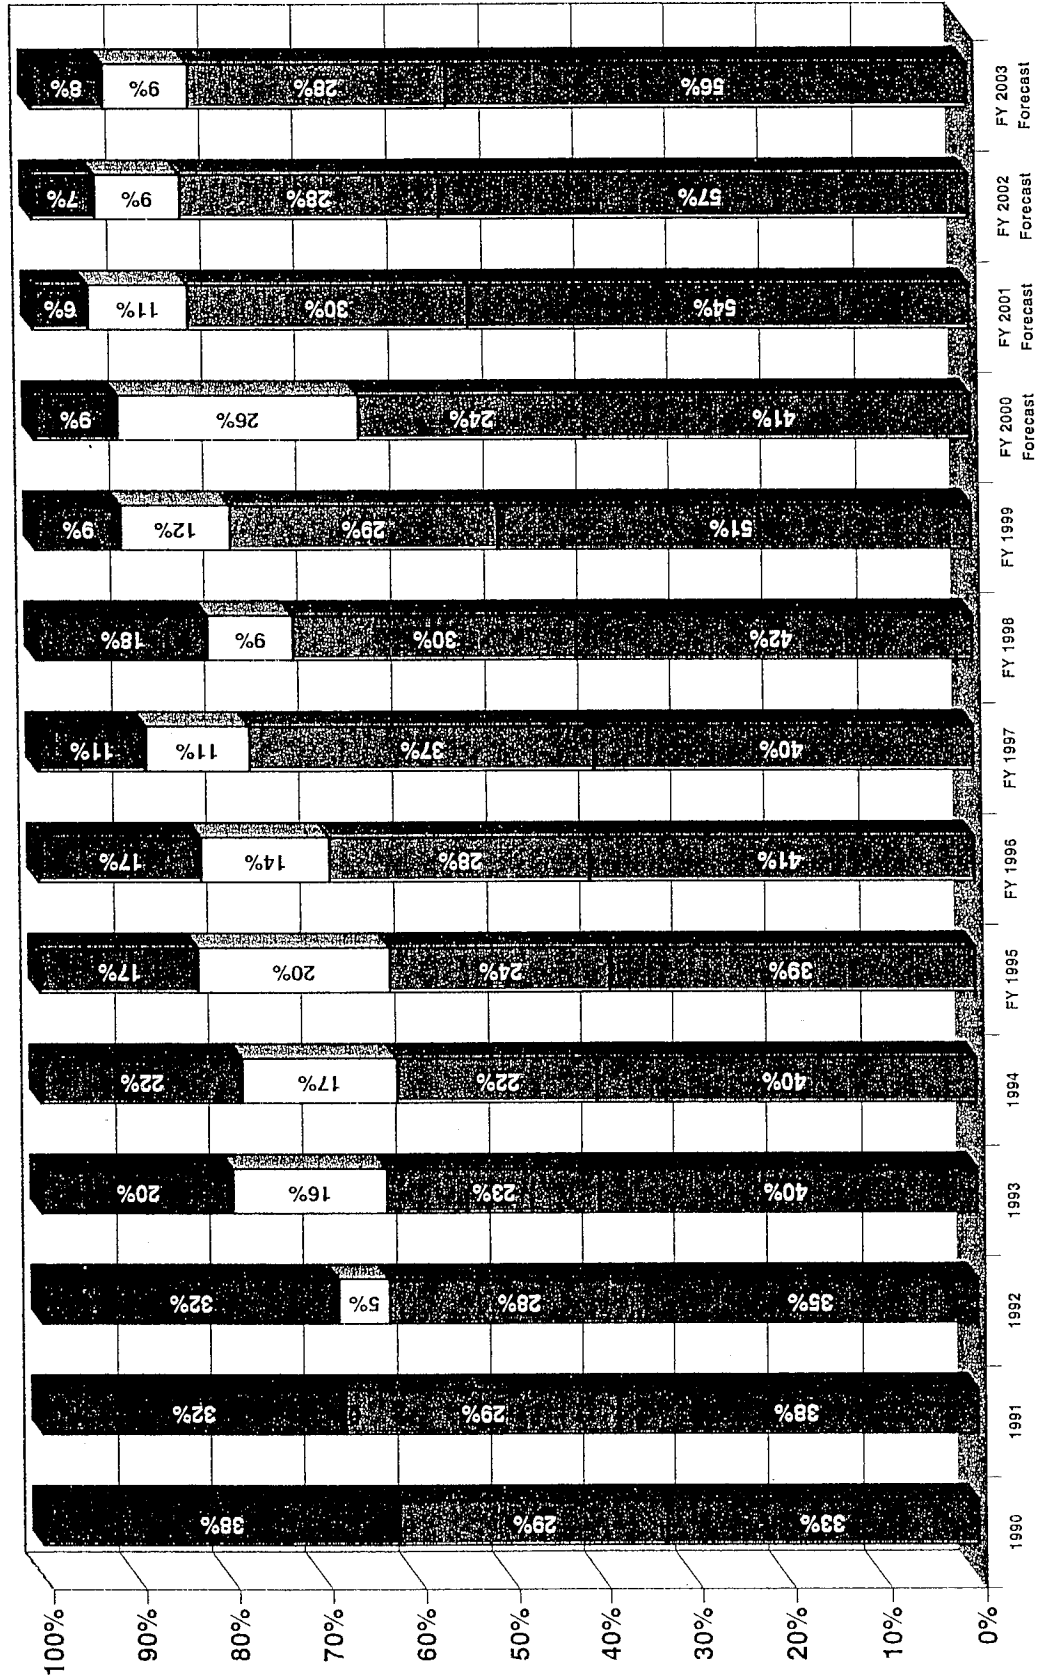 8% 9% 28% 56%
FY 2003
Forecast
7% 9% 28% 57%
FY 2002
Forecast
6% 11% 30% 54%
FY 2001
Forecast
9% 26% 24% 41%
FY 2000
Forecast
9% 12% 29% 51%
FY 1999
18% 9% 30% 42%
FY 1998
11% 11% 37% 40%
FY 1997
17% 14% 28% 41%
FY 1996
17% 20% 24% 39%
FY 1995
22% 17% 22% 40%
1994
20% 16% 23% 40%
1993
32% 5% 28% 35%
1992
32% 29% 38%
1991
38% 29% 33%
1990
100%
90%
80%
70%
60%
50%
40%
30%
20%
10%
0%